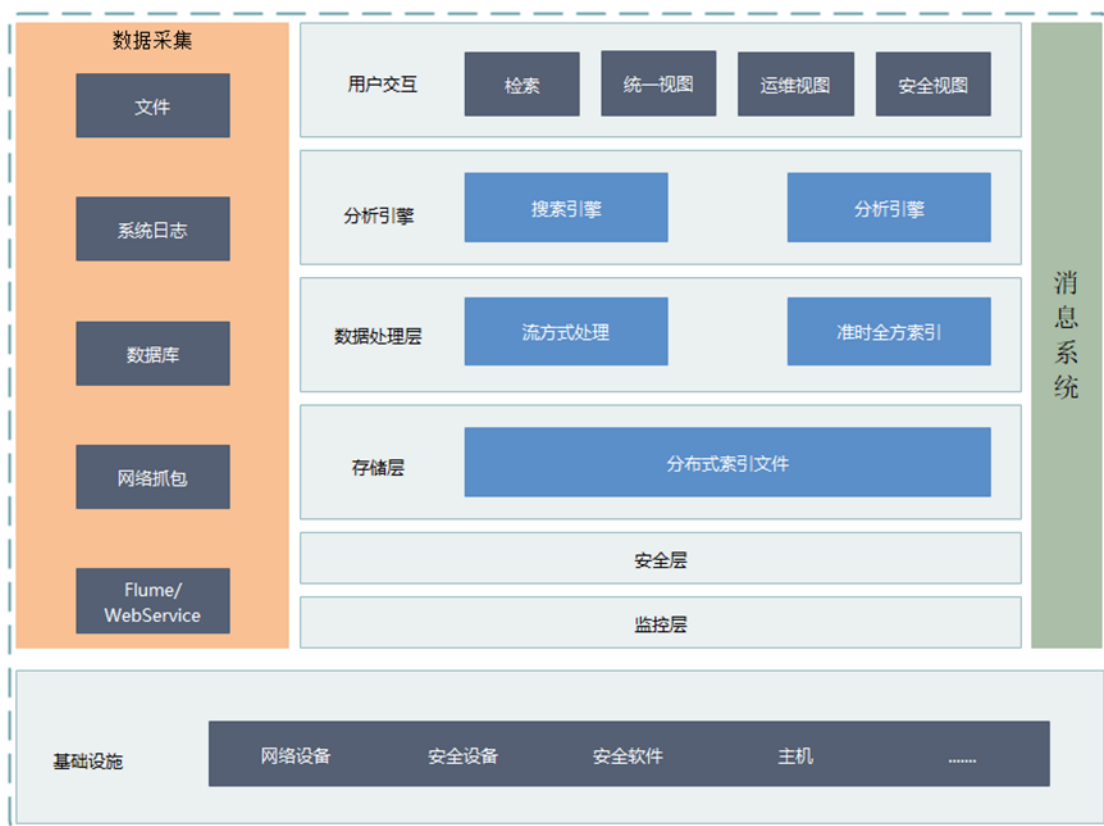 数据采集
文件
系统日志
数据库
网络抓包
Flume/
WebService
用户交互
检索
统一视图
运维视图
安全视图
分析引擎
搜索引擎
分析引擎
数据处理层
流方式处理
准时全方索引
存储层
分布式索引文件
安全层
监控层
消
息
系
统
基础设施
网络设备
安全设备
安全软件
主机
.......